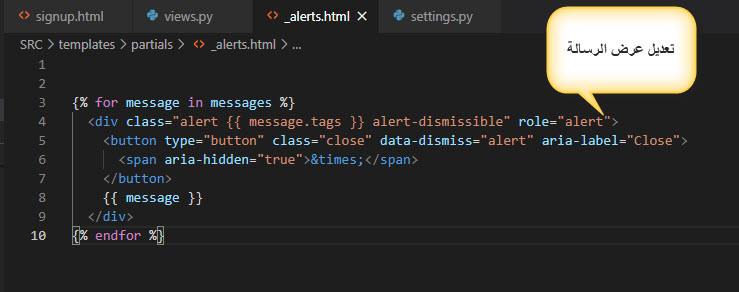 signup.html views.py _alerts.html settings.py
SRC > templates > partials > _alerts.html > ...
تعديل عرض الرسالة
1
2
3 {% for message in messages %}
4 <div class="alert {{ message.tags }} alert-dismissible" role="alert">
5 <button type="button" class="close" data-dismiss="alert" aria-label="Close">
6 <span aria-hidden="true">&times;</span>
7 </button>
8 {{ message }}
9 </div>
10 {% endfor %}